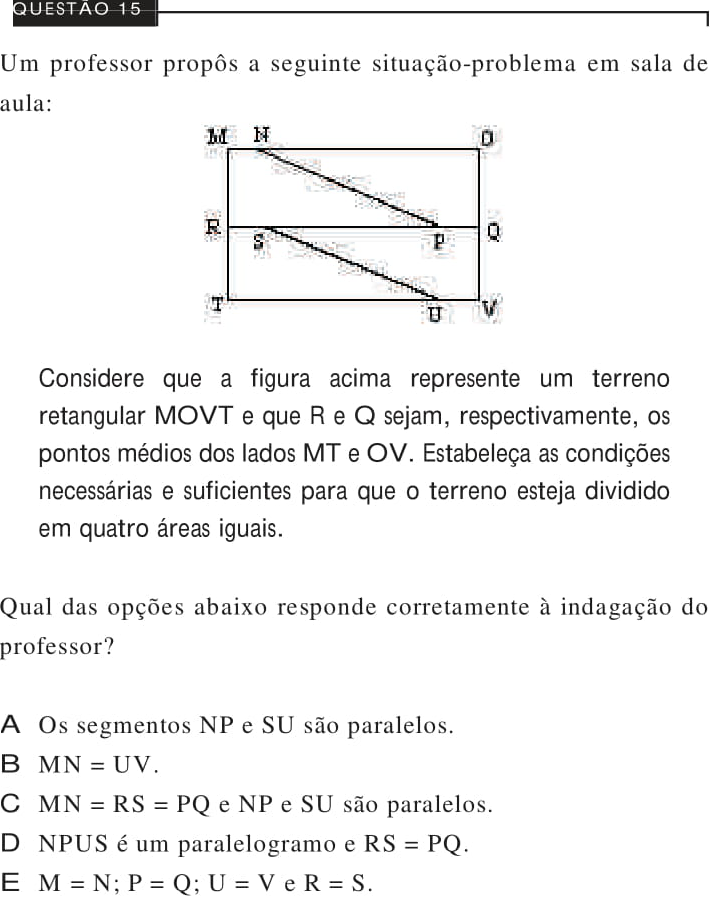 QUESTÃO 15
Um professor propôs a seguinte situação-problema em sala de
aula:
M N O
R S P Q
T U V
Considere que a figura acima represente um terreno
retangular MOVT e que R e Q sejam, respectivamente, os
pontos médios dos lados MT e OV. Estabeleça as condições
necessárias e suficientes para que o terreno esteja dividido
em quatro áreas iguais.
Qual das opções abaixo responde corretamente à indagação do
professor?
A Os segmentos NP e SU são paralelos.
B MN = UV.
C MN = RS = PQ e NP e SU são paralelos.
D NPUS é um paralelogramo e RS = PQ.
E M = N; P = Q; U = V e R = S.